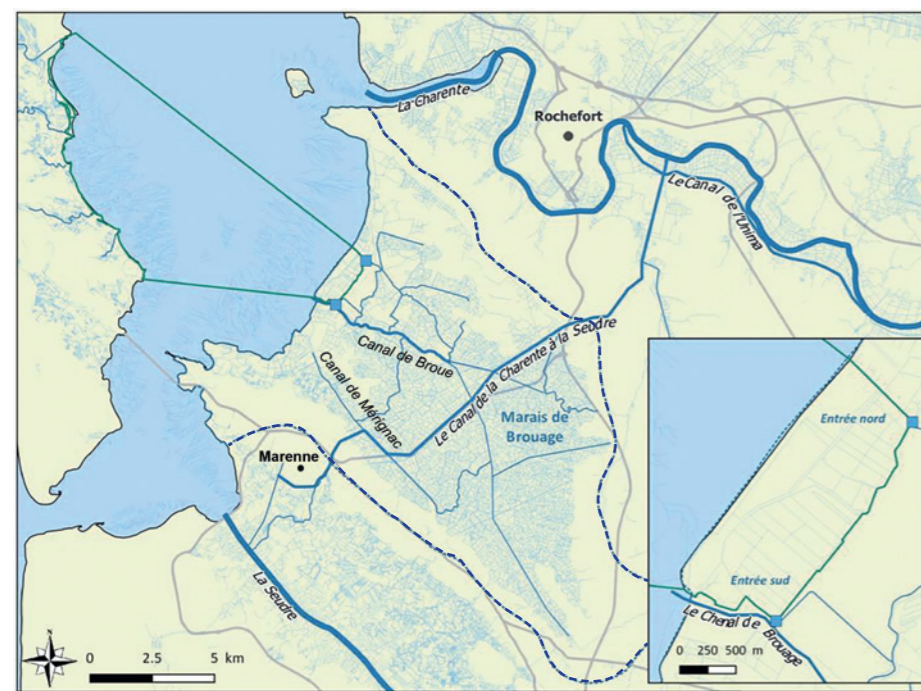 La Charente
Rochefort
Le Canal de l'Unima
Canal de Broue
Le Canal de la Charente à la Seudre
Canal de Mérignac
Marais de
Brouage
Marenne
La Seudre
Entrée nord
Entrée sud
Le Chenal de Brouage
N
0 2.5 5 km
0 250 500 m